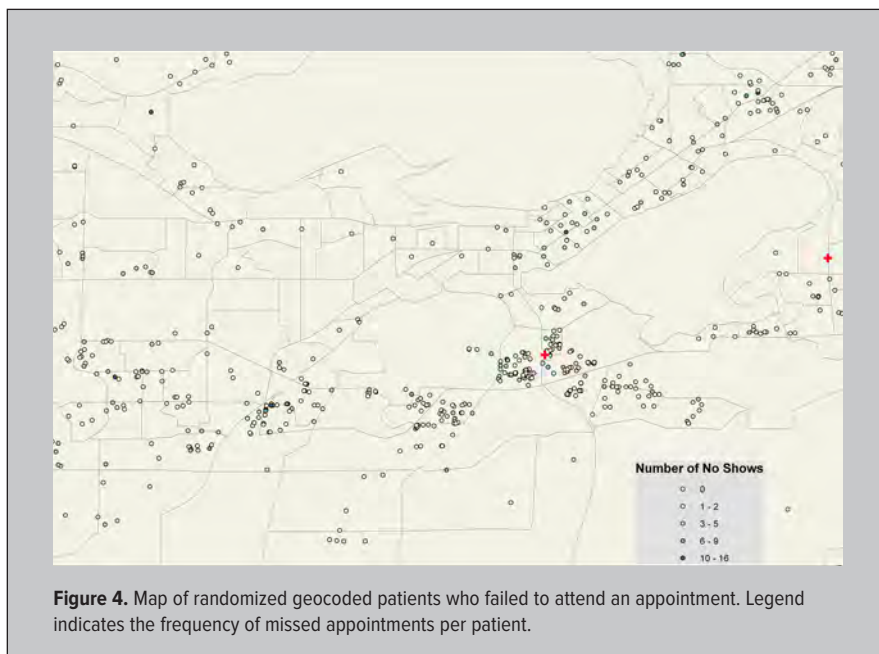 Number of No Shows
0
1 - 2
3 - 5
6 - 9
10 - 16
Figure 4. Map of randomized geocoded patients who failed to attend an appointment. Legend
indicates the frequency of missed appointments per patient.